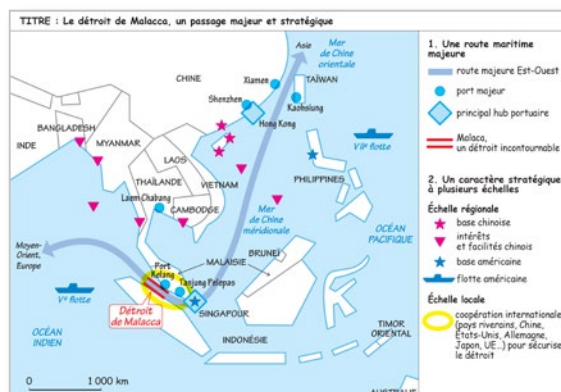 TITRE : Le détroit de Malacca, un passage majeur et stratégique
Asie
Mer
de Chine
orientale
CHINE
Xiamen
TAÏWAN
Shenzhen
Kaohsiung
BANGLADESH
Hong Kong
INDE
MYANMAR
LAOS
VIIe flotte
THAÏLANDE
VIETNAM
PHILIPPINES
Laem Chabang
CAMBODGE
Mer
de Chine
méridionale
OCÉAN
PACIFIQUE
Moyen-
Orient,
Europe
BRUNEI
Port
Kelang
MALAISIE
Tanjung Pelepas
Ve flotte
SINGAPOUR
Détroit
de Malacca
OCÉAN
INDIEN
INDONÉSIE
TIMOR
ORIENTAL
0 1 000 km
AUSTRALIE
1. Une route maritime
majeure
route majeure Est-Ouest
port majeur
principal hub portuaire
Malaca,
un détroit incontournable
2. Un caractère stratégique
à plusieurs échelles
Échelle régionale
base chinoise
intérêts
et facilités chinois
base américaine
flotte américaine
Échelle locale
coopération internationale
(pays riverains, Chine,
États-Unis, Allemagne,
Japon, UE...) pour sécuriser
le détroit